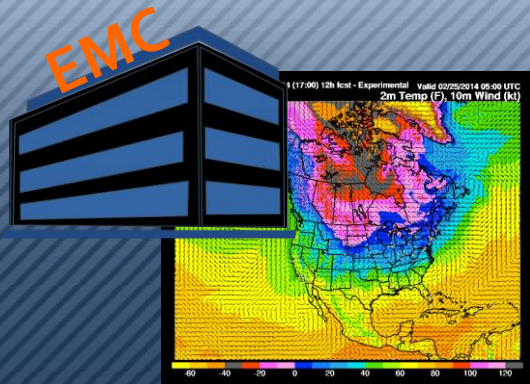 EMC
(17:00) 12h fcst - Experimental Valid 02/25/2014 05:00 UTC
2m Temp (F), 10m Wind (kt)
-60 -40 -20 0 20 40 60 80 100 120